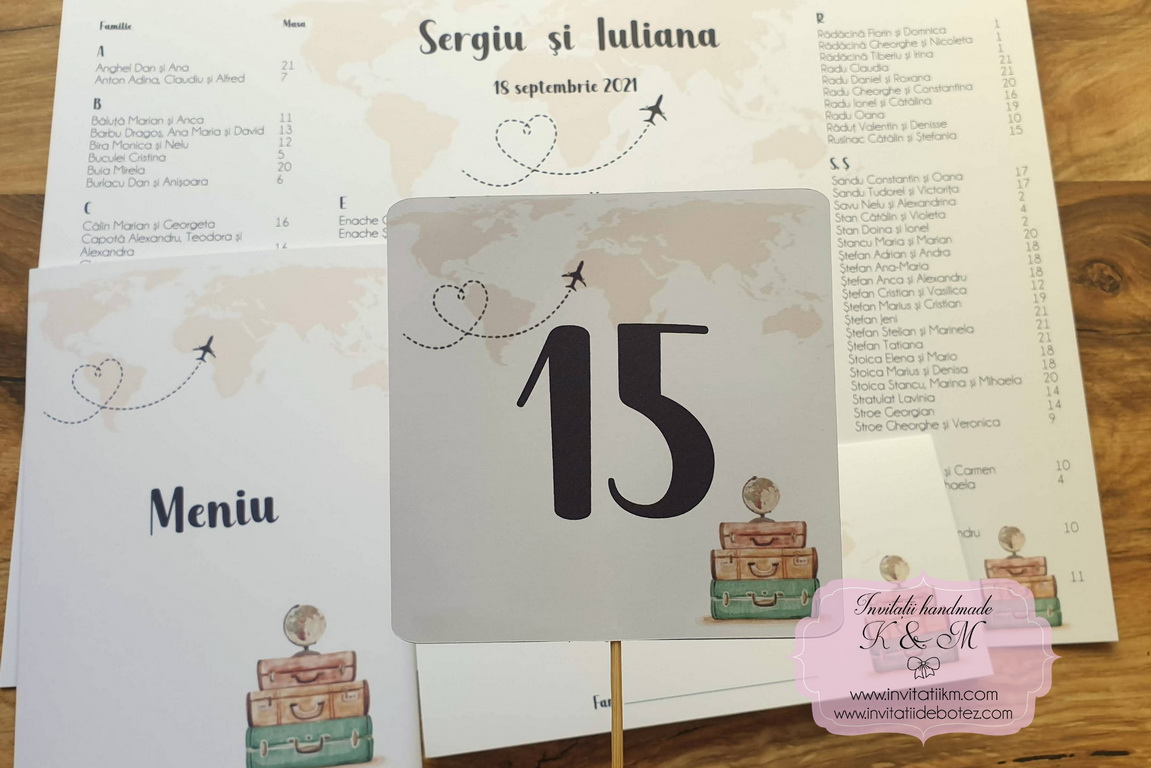 Familie Masa
A
Anghel Dan și Ana 21
Anton Adina, Claudiu și Alfred 7
B
Băiuță Marian și Anca 11
Barbu Dragoș, Ana Maria și David 13
Bira Monica și Nelu 12
Buculei Cristina 5
Buia Mirela 20
Burlacu Dan și Anișoara 6
C
Călin Marian și Georgeta 16
Capotă Alexandru, Teodora și
Alexandra
Sergiu și Iuliana
18 septembrie 2021
E
Enache
Enache
R
Rădăcină Florin și Domnica 1
Rădăcină Gheorghe și Nicoleta 1
Rădăcină Tiberiu și Irina 1
Radu Claudia 21
Radu Daniel și Roxana 21
Radu Gheorghe și Constantina 20
Radu Ionel și Cătălina 16
Radu Oana 19
Răduț Valentin și Denisse 10
Rusinac Cătălin și Ștefania 15
S, Ș
Sandu Constantin și Oana 17
Sandu Tudorel și Victorița 17
Savu Nelu și Alexandrina 2
Stan Cătălin și Violeta 4
Stan Doina și Ionel 2
Stancu Maria și Marian 20
Ștefan Adrian și Andra 18
Ștefan Ana-Maria 18
Ștefan Anca și Alexandru 18
Ștefan Cristian și Vasilica 12
Ștefan Marius și Cristian 19
Ștefan Jeni 21
Ștefan Stelian și Marinela 21
Ștefan Tatiana 21
Stoica Elena și Mario 18
Stoica Marius și Denisa 18
Stoica Stancu, Marina și Mihaela 20
Stratulat Lavinia 14
Stroe Georgian 14
Stroe Gheorghe și Veronica 9
și Carmen 10
4
10
11
Meniu
15
Invitații handmade
K & M
www.invitatiikm.com
www.invitatiidebotez.com